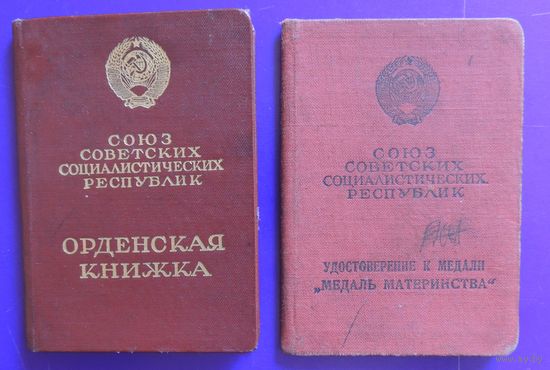 СОЮЗ
СОВЕТСКИХ
СОЦИАЛИСТИЧЕСКИХ
РЕСПУБЛИК
ОРДЕНСКАЯ
КНИЖКА
СОЮЗ
СОВЕТСКИХ
СОЦИАЛИСТИЧЕСКИХ
РЕСПУБЛИК
УДОСТОВЕРЕНИЕ К МЕДАЛИ
„МЕДАЛЬ МАТЕРИНСТВА“